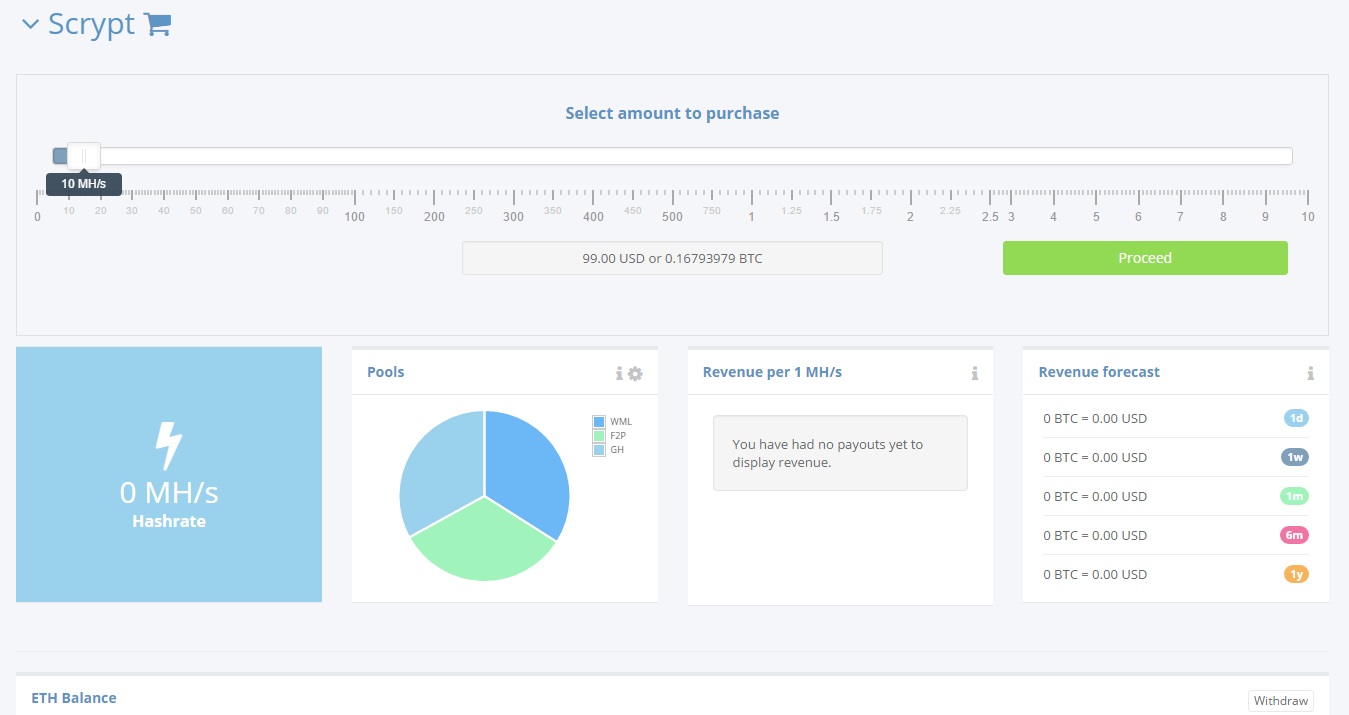 Scrypt
Select amount to purchase
10 MH/s
0 10 20 30 40 50 60 70 80 90 100 150 200 250 300 350 400 450 500 750 1 1.25 1.5 1.75 2 2.25 2.5 3 4 5 6 7 8 9 10
99.00 USD or 0.16793979 BTC
Proceed
0 MH/s
Hashrate
Pools
WML
F2P
GH
Revenue per 1 MH/s
You have had no payouts yet to
display revenue.
Revenue forecast
0 BTC = 0.00 USD 1d
0 BTC = 0.00 USD 1w
0 BTC = 0.00 USD 1m
0 BTC = 0.00 USD 6m
0 BTC = 0.00 USD 1y
ETH Balance
Withdraw